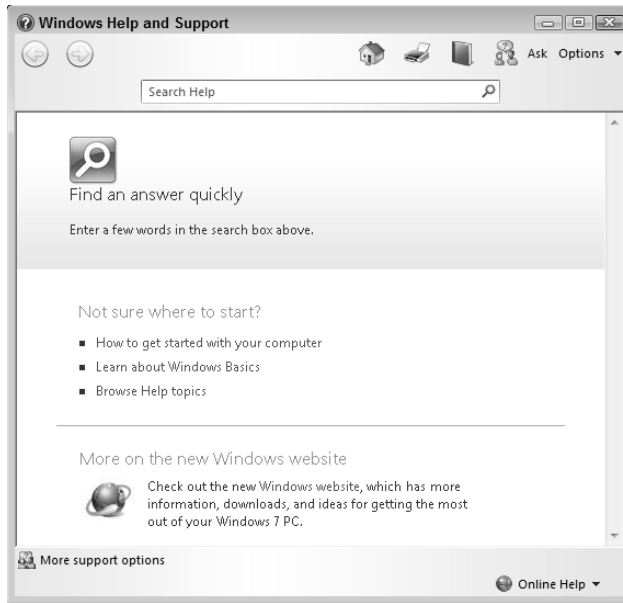 Windows Help and Support
Ask Options
Search Help
Find an answer quickly
Enter a few words in the search box above.
Not sure where to start?
How to get started with your computer
Learn about Windows Basics
Browse Help topics
More on the new Windows website
Check out the new Windows website, which has more
information, downloads, and ideas for getting the most
out of your Windows 7 PC.
More support options
Online Help